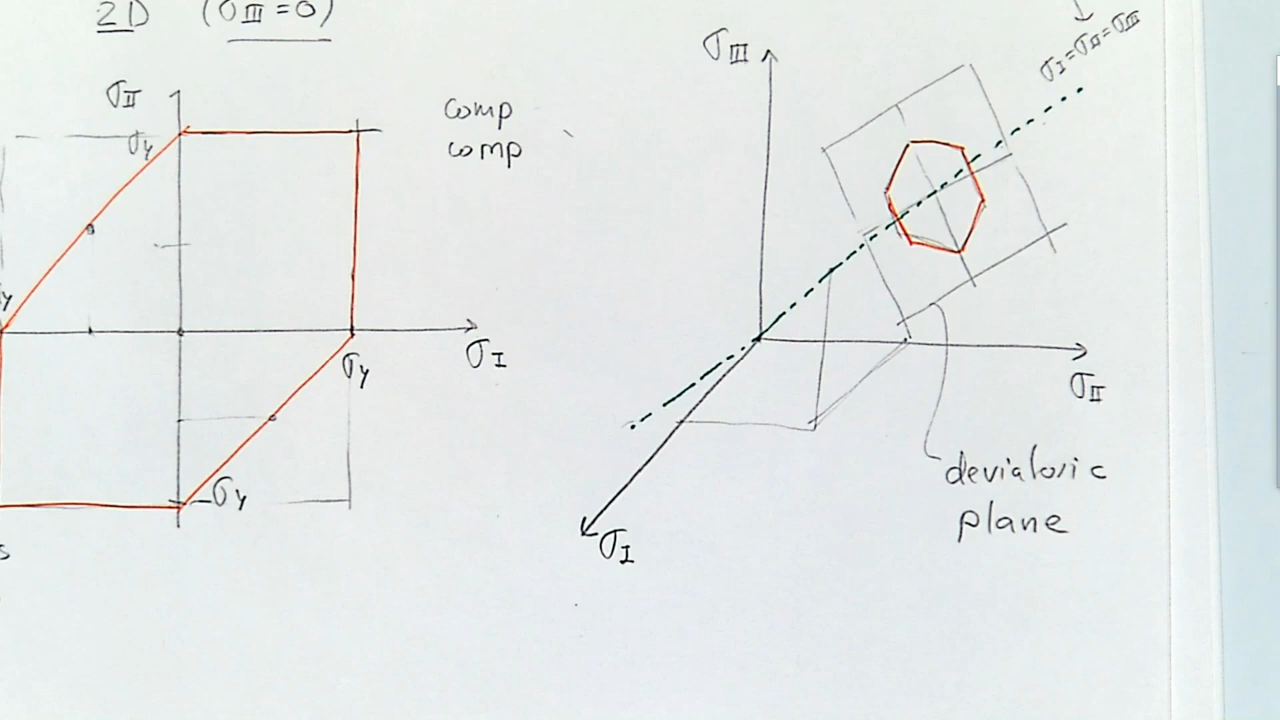 2D (σIII = 0)
σII
σy
comp
comp
y
σI
σy
-σy
s
σIII
σI=σII=σIII
σII
deviatoric
plane
σI